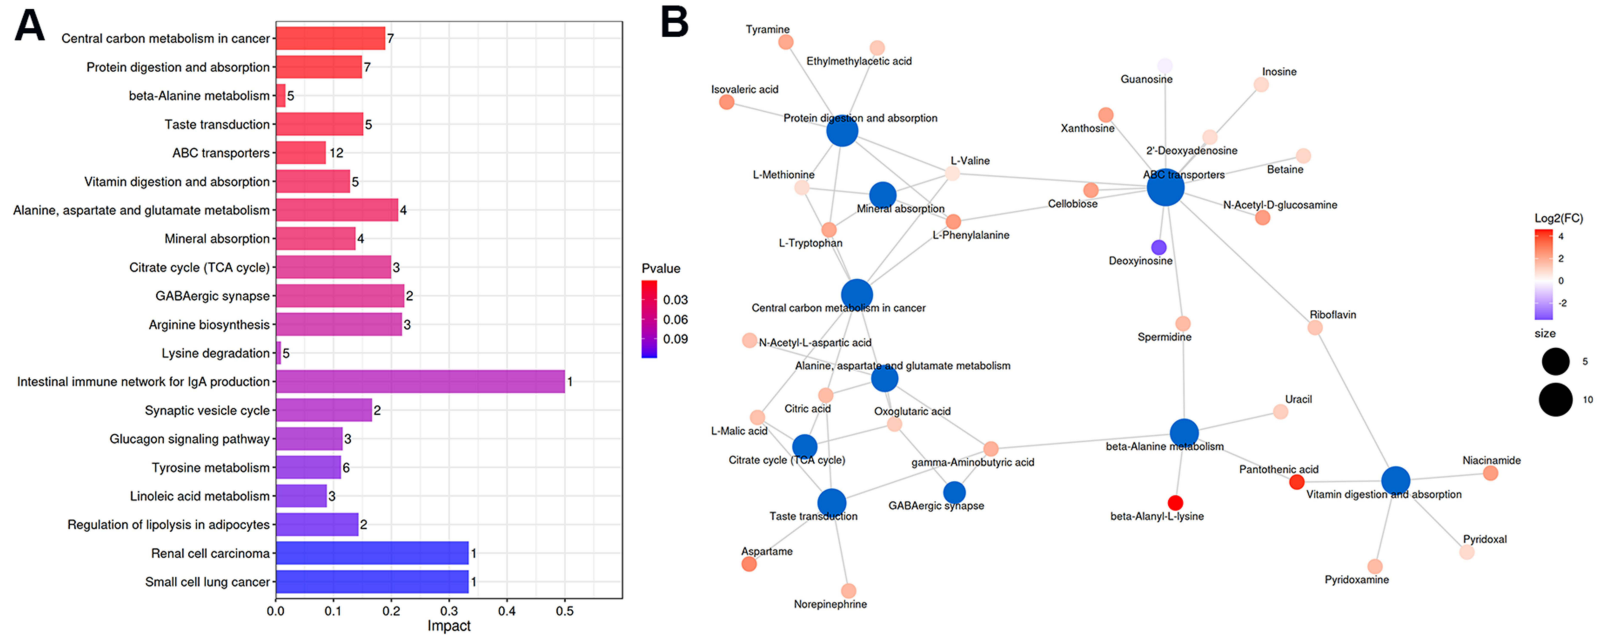 A
Central carbon metabolism in cancer 7
Protein digestion and absorption 7
beta-Alanine metabolism 5
Taste transduction 5
ABC transporters 12
Vitamin digestion and absorption 5
Alanine, aspartate and glutamate metabolism 4
Mineral absorption 4
Citrate cycle (TCA cycle) 3
GABAergic synapse 2
Arginine biosynthesis 3
Lysine degradation 5
Intestinal immune network for IgA production 1
Synaptic vesicle cycle 2
Glucagon signaling pathway 3
Tyrosine metabolism 6
Linoleic acid metabolism 3
Regulation of lipolysis in adipocytes 2
Renal cell carcinoma 1
Small cell lung cancer 1
0.0 0.1 0.2 0.3 0.4 0.5
Impact
Pvalue
0.03
0.06
0.09
B
Tyramine
Ethylmethylacetic acid
Isovaleric acid
Protein digestion and absorption
L-Valine
L-Methionine
Mineral absorption
L-Tryptophan
L-Phenylalanine
Central carbon metabolism in cancer
N-Acetyl-L-aspartic acid
Alanine, aspartate and glutamate metabolism
Citric acid
Oxoglutaric acid
L-Malic acid
Citrate cycle (TCA cycle)
gamma-Aminobutyric acid
GABAergic synapse
Taste transduction
Aspartame
Norepinephrine
Guanosine
Inosine
Xanthosine
2'-Deoxyadenosine
Betaine
ABC transporters
Cellobiose
N-Acetyl-D-glucosamine
Deoxyinosine
Spermidine
Riboflavin
Uracil
beta-Alanine metabolism
Pantothenic acid
Niacinamide
Vitamin digestion and absorption
beta-Alanyl-L-lysine
Pyridoxal
Pyridoxamine
Log2(FC)
4
2
0
-2
size
5
10